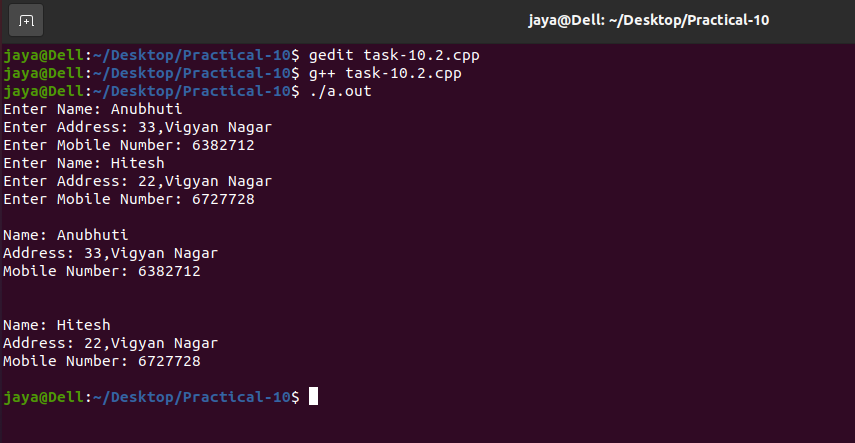 jaya@Dell: ~/Desktop/Practical-10
jaya@Dell:~/Desktop/Practical-10$ gedit task-10.2.cpp
jaya@Dell:~/Desktop/Practical-10$ g++ task-10.2.cpp
jaya@Dell:~/Desktop/Practical-10$ ./a.out
Enter Name: Anubhuti
Enter Address: 33,Vigyan Nagar
Enter Mobile Number: 6382712
Enter Name: Hitesh
Enter Address: 22,Vigyan Nagar
Enter Mobile Number: 6727728
Name: Anubhuti
Address: 33,Vigyan Nagar
Mobile Number: 6382712
Name: Hitesh
Address: 22,Vigyan Nagar
Mobile Number: 6727728
jaya@Dell:~/Desktop/Practical-10$